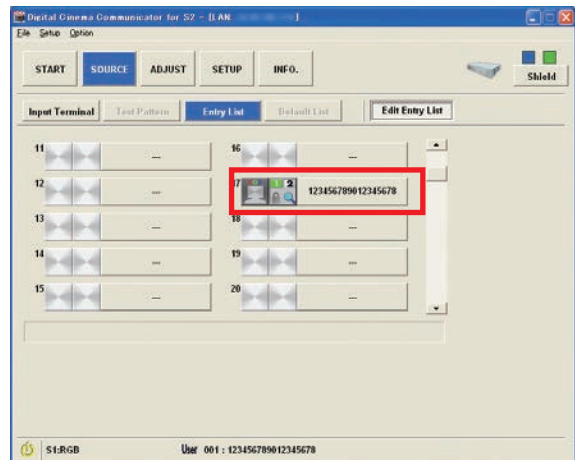 Digital Cinema Communicator for S2 - [LAN ]
File Setup Option
START SOURCE ADJUST SETUP INFO. Shield
Input Terminal Test Pattern Entry List Default List Edit Entry List
11 --- 16 ---
12 --- 17 1 2 123456789012345678
13 --- 18 ---
14 --- 19 ---
15 --- 20 ---
S1:RGB User 001 : 123456789012345678